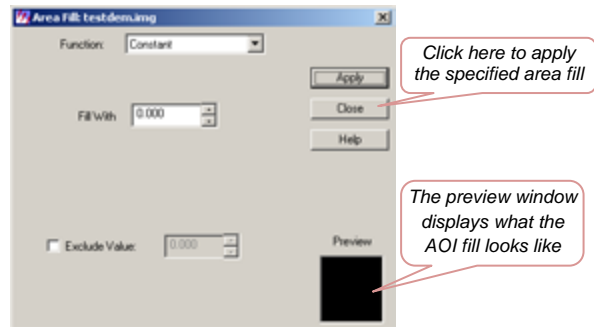 Area Fill: testdem.img
Function: Constant
Click here to apply
the specified area fill
Apply
Fill With 0.000
Close
Help
The preview window
displays what the
AOI fill looks like
Exclude Value: 0.000
Preview